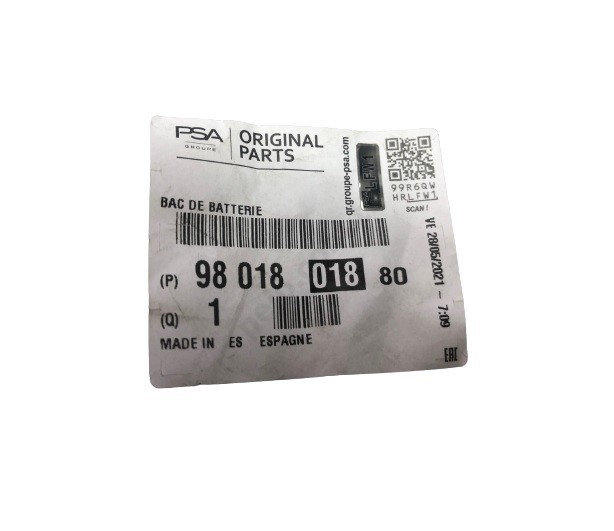 PSA
GROUPE
ORIGINAL
PARTS
qr.groupe-psa.com
99R6QW
HRLFW1
SCAN!
BAC DE BATTERIE
(P) 98 018 018 80
(Q) 1
MADE IN ES ESPAGNE
VE 28/05/2021 - 7:09
EAC